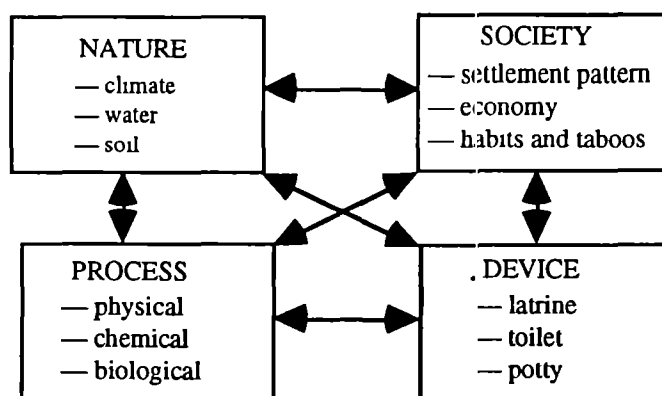 NATURE
— climate
— water
— soil
SOCIETY
— settlement pattern
— economy
— habits and taboos
PROCESS
— physical
— chemical
— biological
DEVICE
— latrine
— toilet
— potty